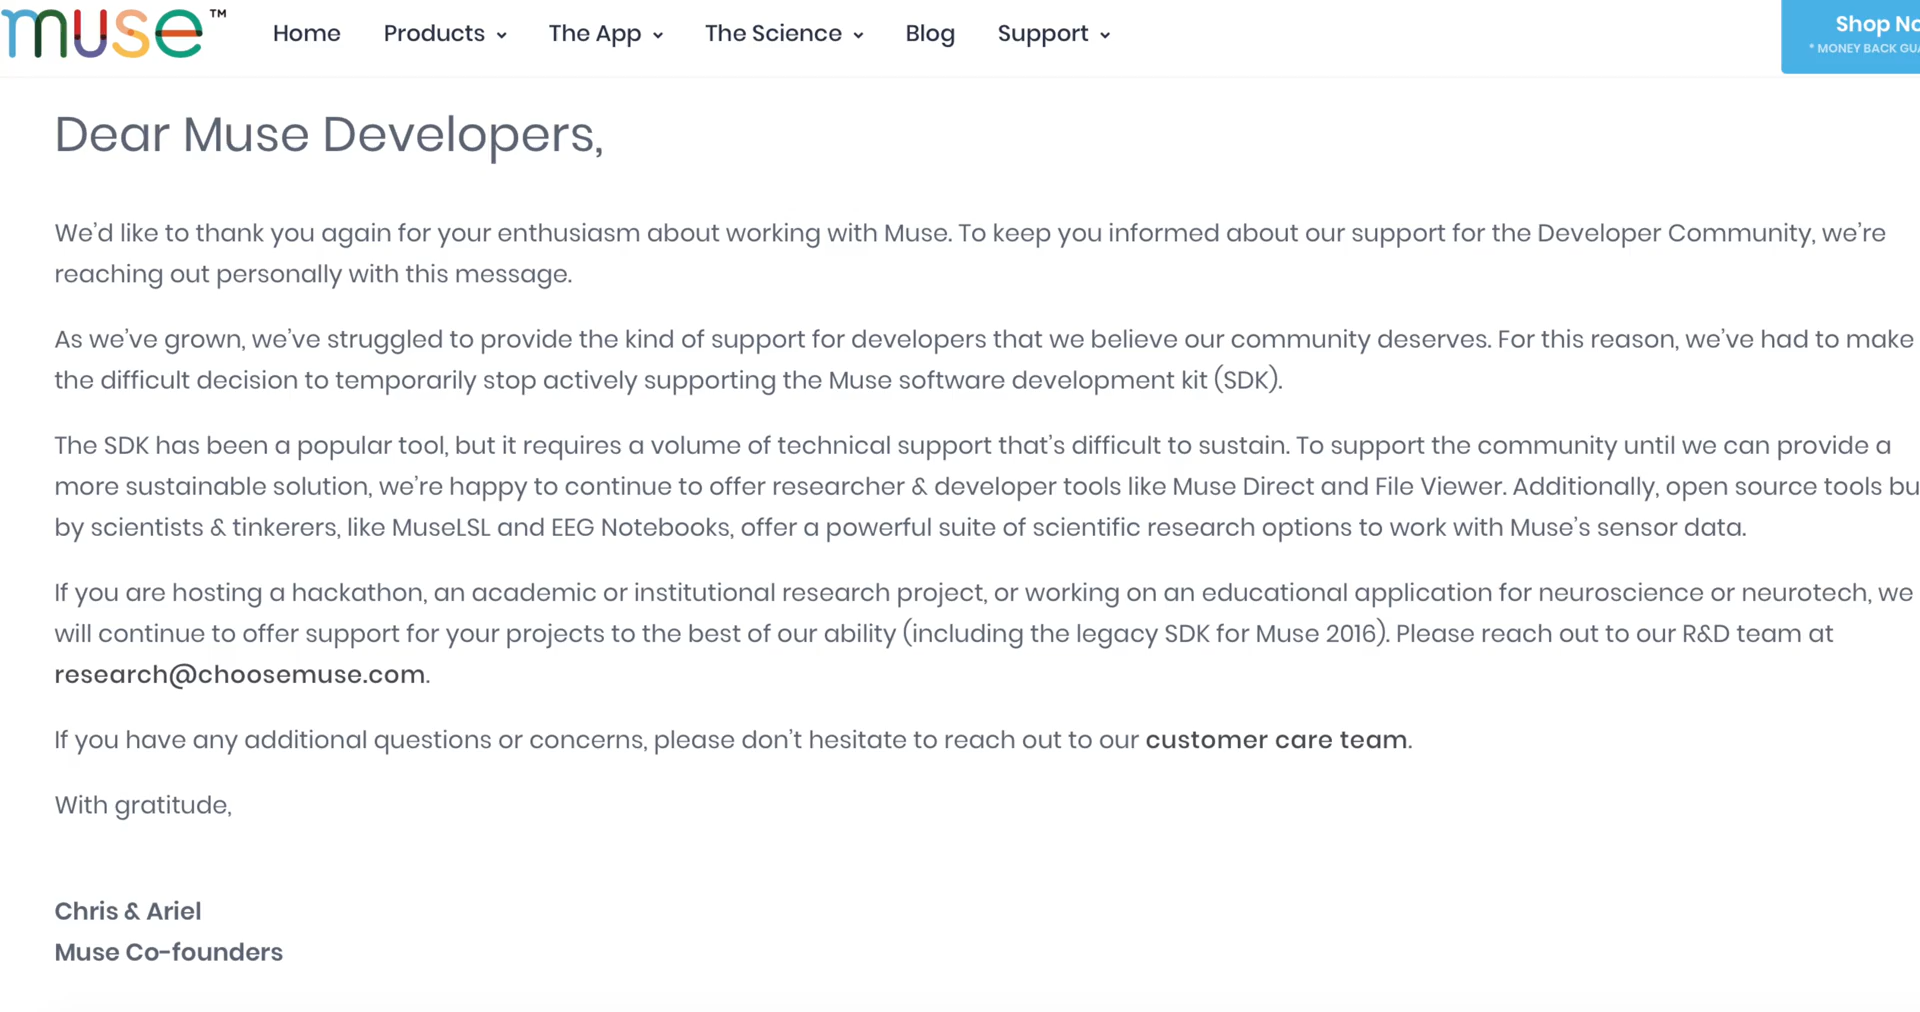 muse™ Home Products The App The Science Blog Support Shop
* MONEY BACK
Dear Muse Developers,
We’d like to thank you again for your enthusiasm about working with Muse. To keep you informed about our support for the Developer Community, we’re
reaching out personally with this message.
As we’ve grown, we’ve struggled to provide the kind of support for developers that we believe our community deserves. For this reason, we’ve had to make
the difficult decision to temporarily stop actively supporting the Muse software development kit (SDK).
The SDK has been a popular tool, but it requires a volume of technical support that’s difficult to sustain. To support the community until we can provide a
more sustainable solution, we’re happy to continue to offer researcher & developer tools like Muse Direct and File Viewer. Additionally, open source tools
by scientists & tinkerers, like MuseLSL and EEG Notebooks, offer a powerful suite of scientific research options to work with Muse’s sensor data.
If you are hosting a hackathon, an academic or institutional research project, or working on an educational application for neuroscience or neurotech, we
will continue to offer support for your projects to the best of our ability (including the legacy SDK for Muse 2016). Please reach out to our R&D team at
research@choosemuse.com.
If you have any additional questions or concerns, please don’t hesitate to reach out to our customer care team.
With gratitude,
Chris & Ariel
Muse Co-founders